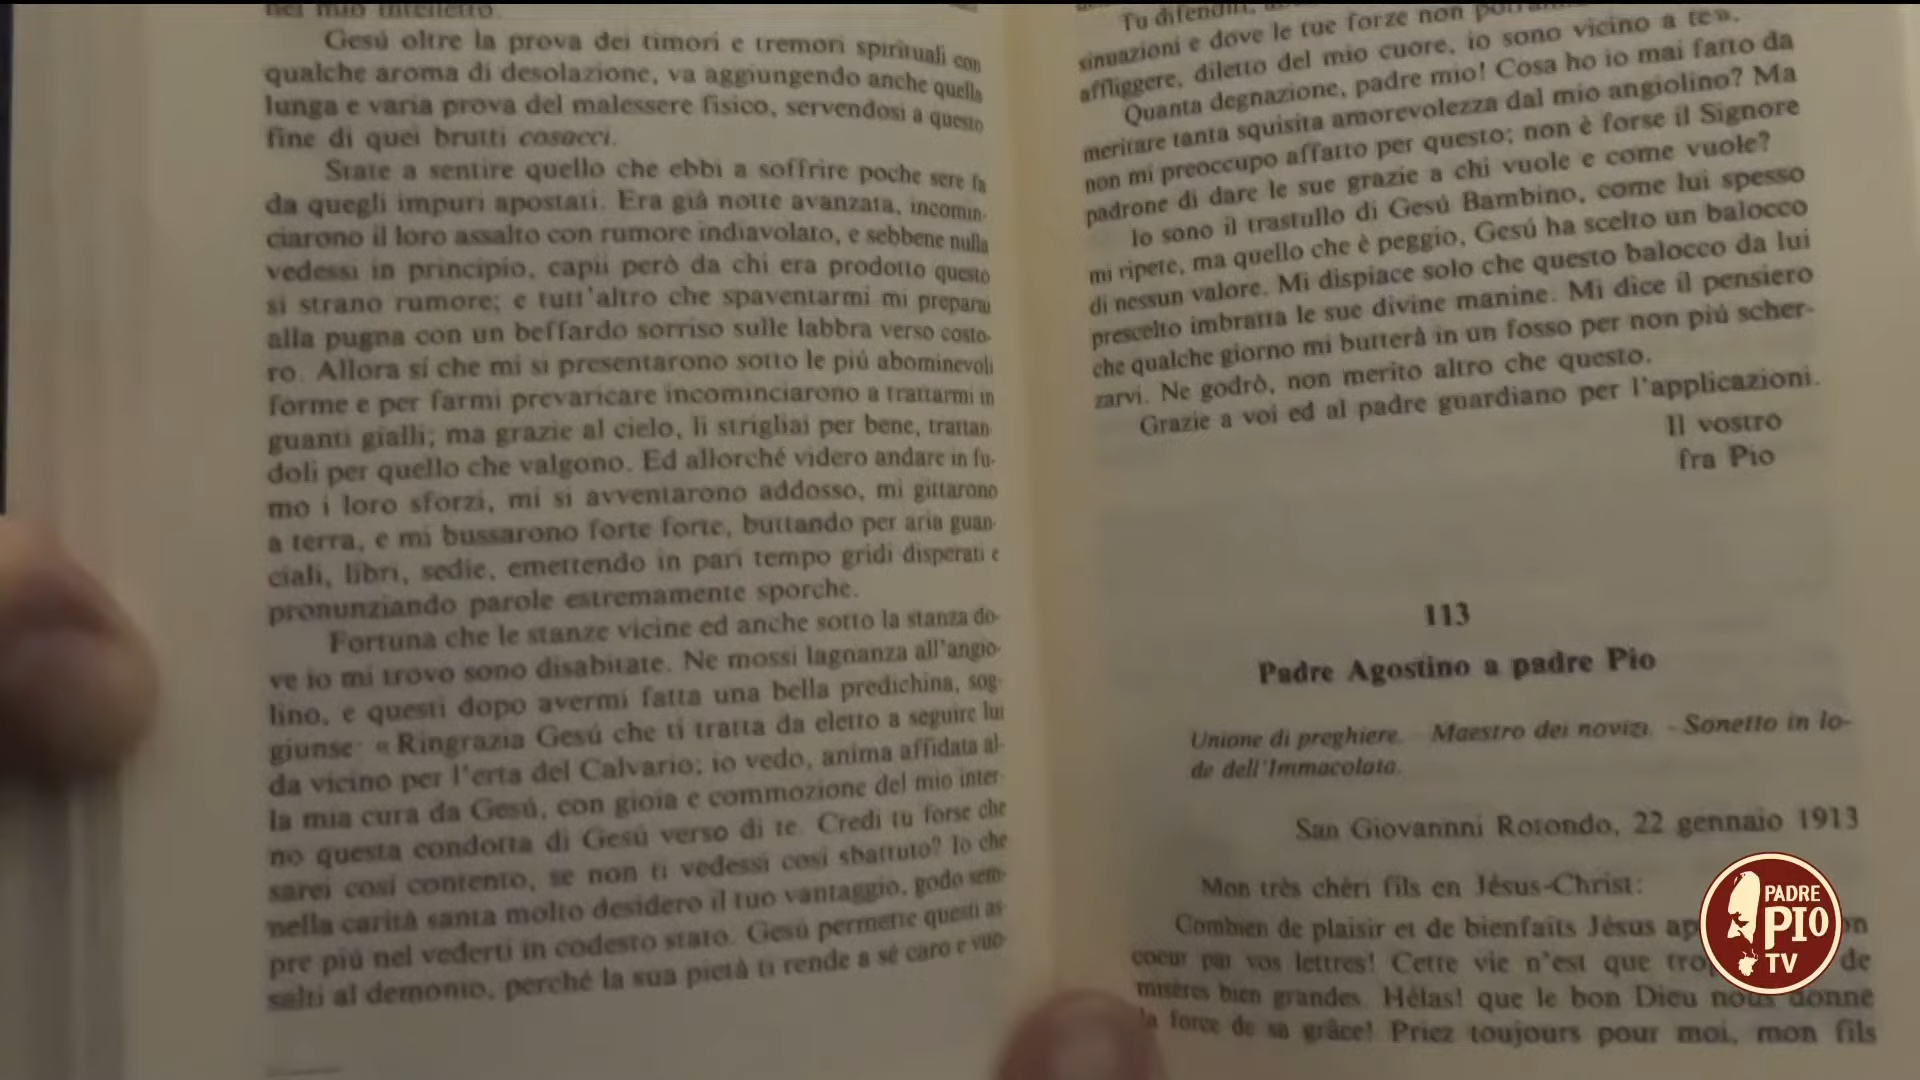 nel mio intelletto.
Gesú oltre la prova dei timori e tremori spirituali con
qualche aroma di desolazione, va aggiungendo anche quella
lunga e varia prova del malessere fisico, servendosi a questo
fine di quei brutti cosacci.
State a sentire quello che ebbi a soffrire poche sere fa
da quegli impuri apostati. Era già notte avanzata, incomin-
ciarono il loro assalto con rumore indiavolato, e sebbene nulla
vedessi in principio, capii però da chi era prodotto questo
sí strano rumore; e tutt'altro che spaventarmi mi preparai
alla pugna con un beffardo sorriso sulle labbra verso costo-
ro. Allora sí che mi si presentarono sotto le piú abominevoli
forme e per farmi prevaricare incominciarono a trattarmi in
guanti gialli; ma grazie al cielo, li strigliai per bene, trattan-
doli per quello che valgono. Ed allorché videro andare in fu-
mo i loro sforzi, mi si avventarono addosso, mi gittarono
a terra, e mi bussarono forte forte, buttando per aria guan-
ciali, libri, sedie, emettendo in pari tempo gridi disperati e
pronunziando parole estremamente sporche.
Fortuna che le stanze vicine ed anche sotto la stanza do-
ve io mi trovo sono disabitate. Ne mossi lagnanza all'angio-
lino, e questi dopo avermi fatta una bella predichina, sog-
giunse: «Ringrazia Gesú che ti tratta da eletto a seguire lui
da vicino per l'erta del Calvario; io vedo, anima affidata al-
la mia cura da Gesú, con gioia e commozione del mio inter-
no questa condotta di Gesú verso di te. Credi tu forse che
sarei cosí contento, se non ti vedessi cosí sbattuto? Io che
nella carità santa molto desidero il tuo vantaggio, godo sem-
pre piú nel vederti in codesto stato. Gesú permette questi as-
salti al demonio, perché la sua pietà ti rende a sé caro e vuo-
Tu difenditi,
sinuazioni e dove le tue forze non
affliggere, diletto del mio cuore, io sono vicino a te».
Quanta degnazione, padre mio! Cosa ho io mai fatto da
meritare tanta squisita amorevolezza dal mio angiolino? Ma
non mi preoccupo affatto per questo; non è forse il Signore
padrone di dare le sue grazie a chi vuole e come vuole?
Io sono il trastullo di Gesú Bambino, come lui spesso
mi ripete, ma quello che è peggio, Gesú ha scelto un balocco
di nessun valore. Mi dispiace solo che questo balocco da lui
prescelto imbratta le sue divine manine. Mi dice il pensiero
che qualche giorno mi butterà in un fosso per non piú scher-
zarvi. Ne godrò, non merito altro che questo.
Grazie a voi ed al padre guardiano per l'applicazioni.
Il vostro
fra Pio
113
Padre Agostino a padre Pio
Unione di preghiere. - Maestro dei novizi. - Sonetto in lo-
de dell'Immacolata.
San Giovannni Rotondo, 22 gennaio 1913
Mon très chèri fils en Jésus-Christ:
Combien de plaisir et de bienfaits Jésus
coeur par vos lettres! Cette vie n'est que de
misères bien grandes. Hélas! que le bon Dieu nous donne
la force de sa grâce! Priez toujours pour moi, mon fils
PADRE
PIO
TV